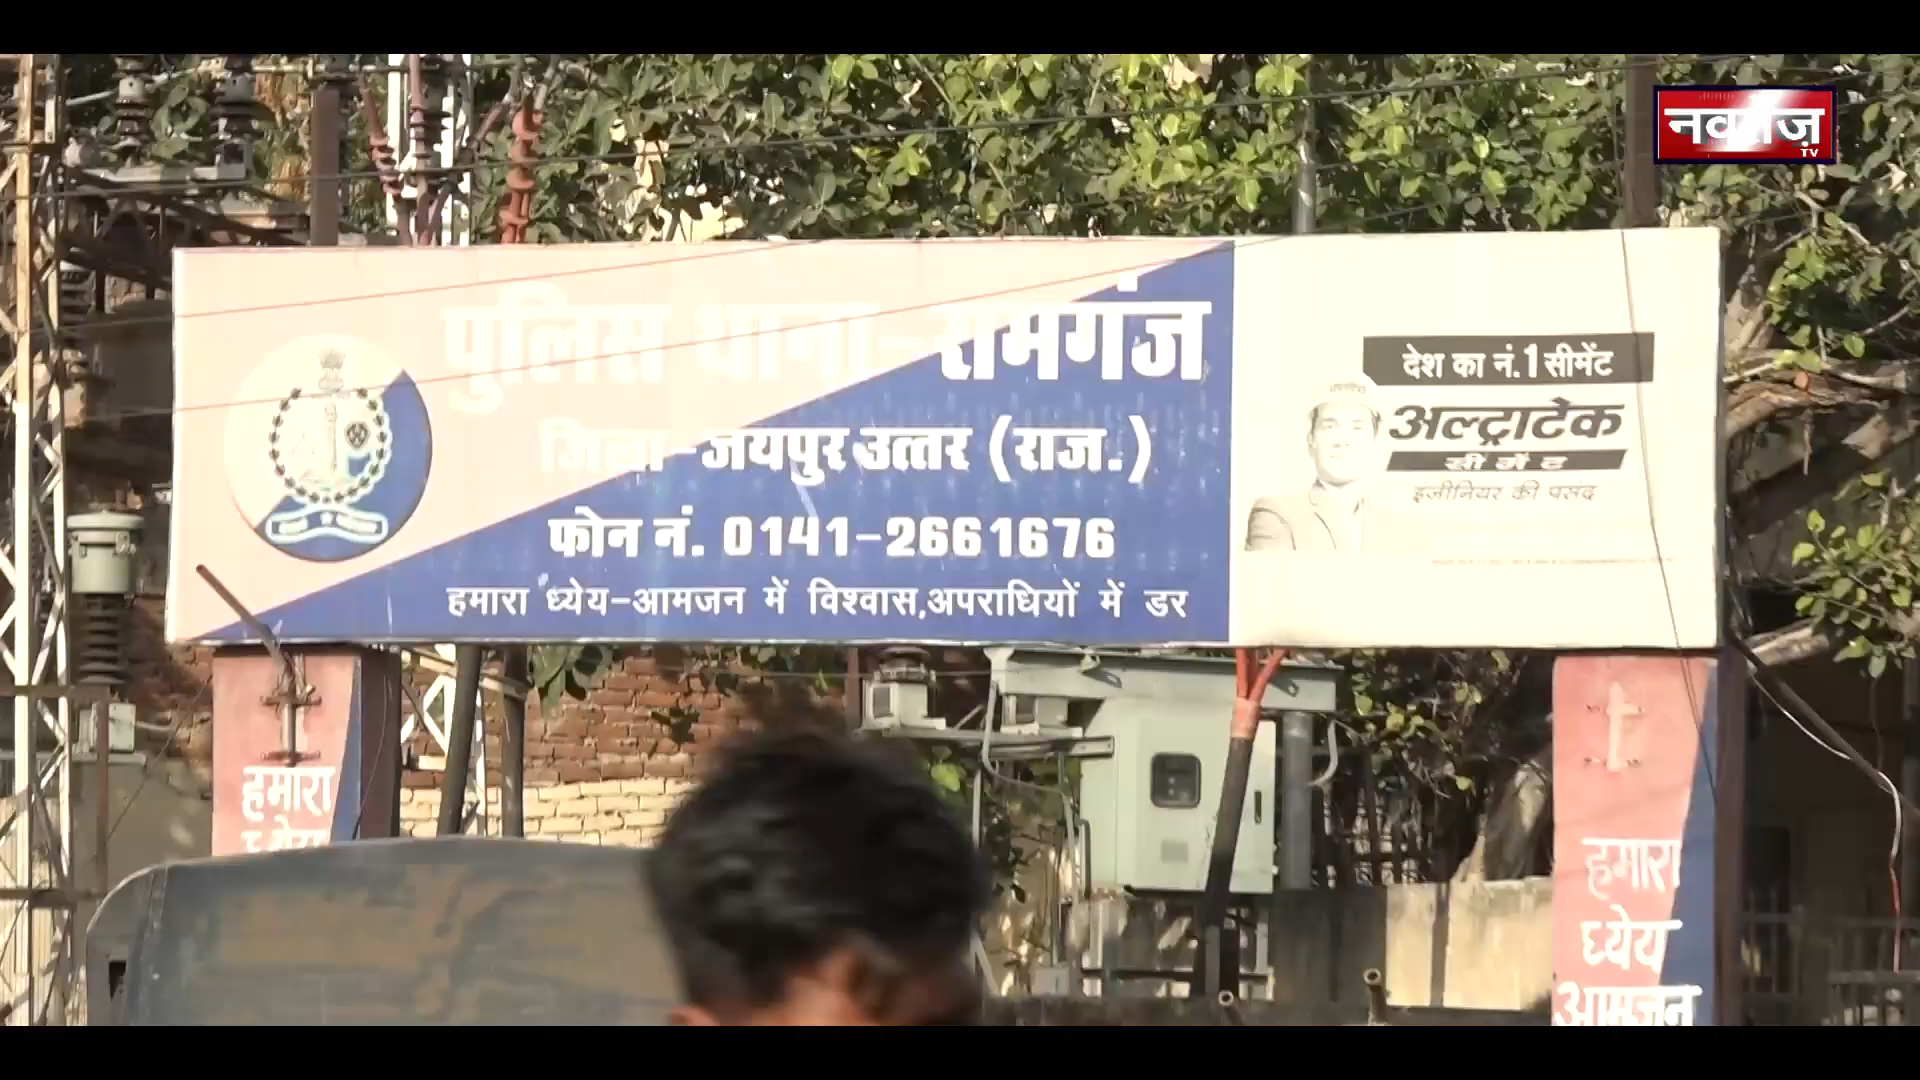 नवतेज़
TV
पुलिस थाना-रामगंज
जिला-जयपुर उत्तर (राज.)
फोन नं. 0141-2661676
हमारा ध्येय-आमजन में विश्वास,अपराधियों में डर
देश का नं.1 सीमेंट
अल्ट्राटेक
सीमेंट
इंजीनियर की पसंद
हमारा
ध्येय
हमारा
ध्येय
आमजन